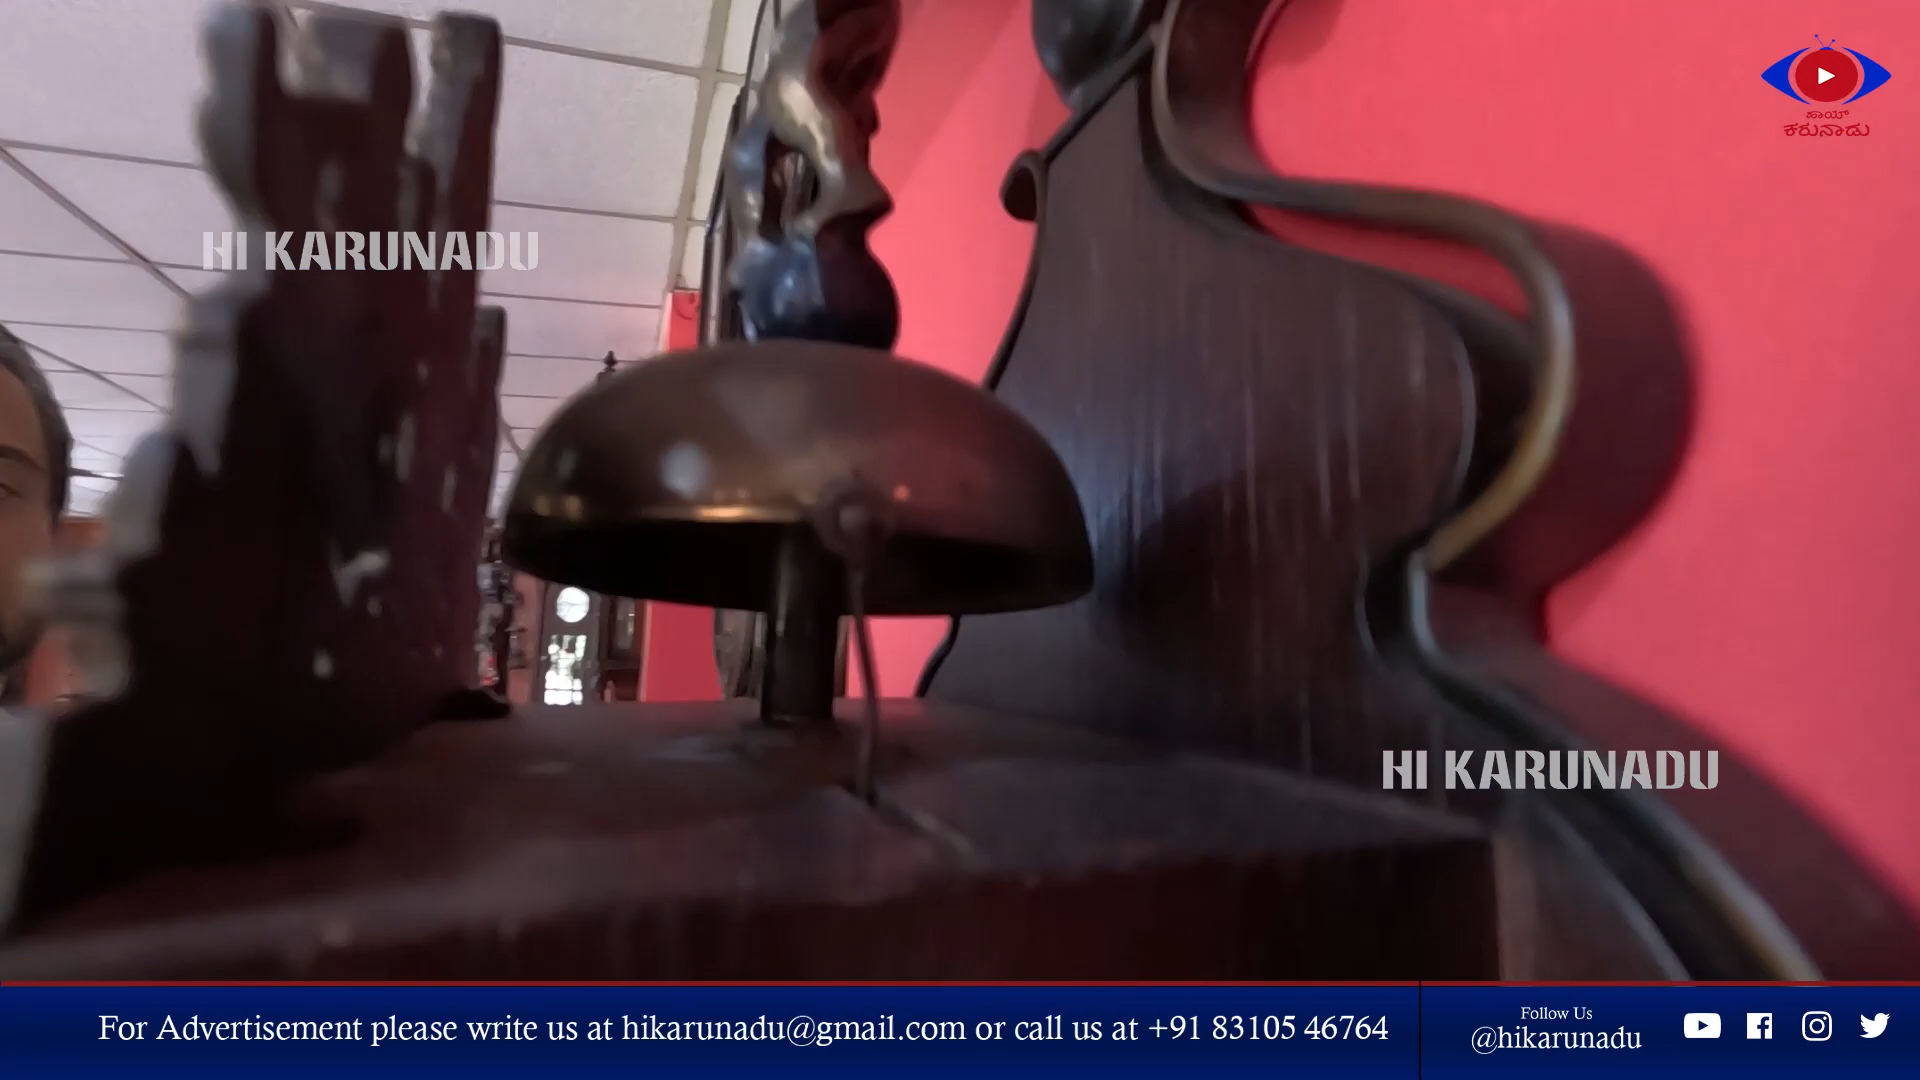 ಹಾಯ್
ಕರುನಾಡು
HI KARUNADU
HI KARUNADU
For Advertisement please write us at hikarunadu@gmail.com or call us at +91 83105 46764
Follow Us
@hikarunadu